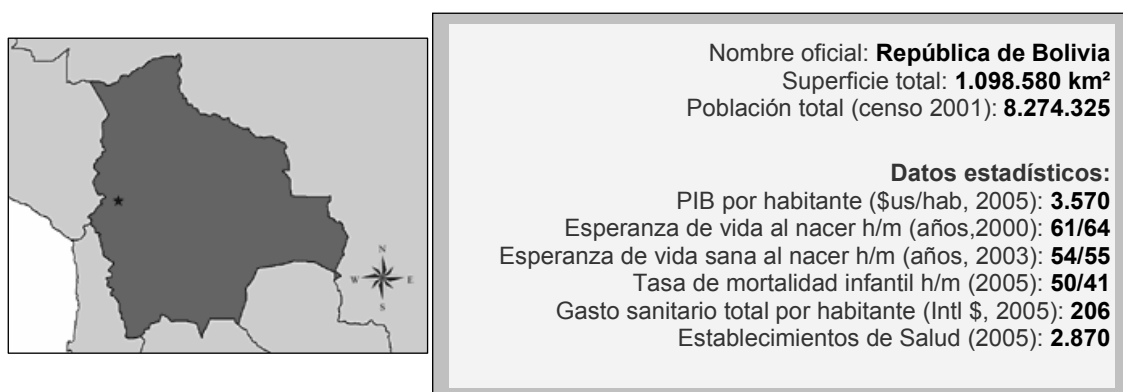 Nombre oficial: República de Bolivia
Superficie total: 1.098.580 km²
Población total (censo 2001): 8.274.325
Datos estadísticos:
PIB por habitante ($us/hab, 2005): 3.570
Esperanza de vida al nacer h/m (años,2000): 61/64
Esperanza de vida sana al nacer h/m (años, 2003): 54/55
Tasa de mortalidad infantil h/m (2005): 50/41
Gasto sanitario total por habitante (Intl $, 2005): 206
Establecimientos de Salud (2005): 2.870
N
W E
S